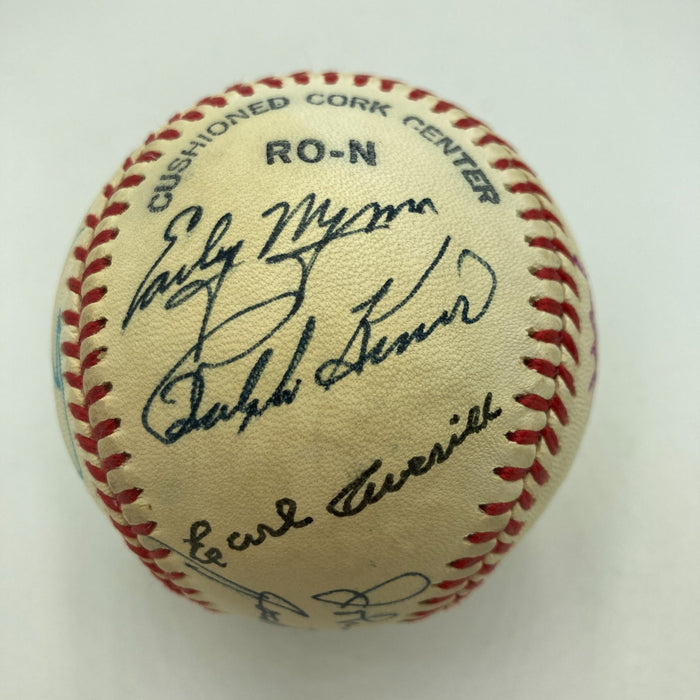 CUSHIONED CORK CENTER
RO-N
Early Wynn
Ralph Kiner
Earl Averill